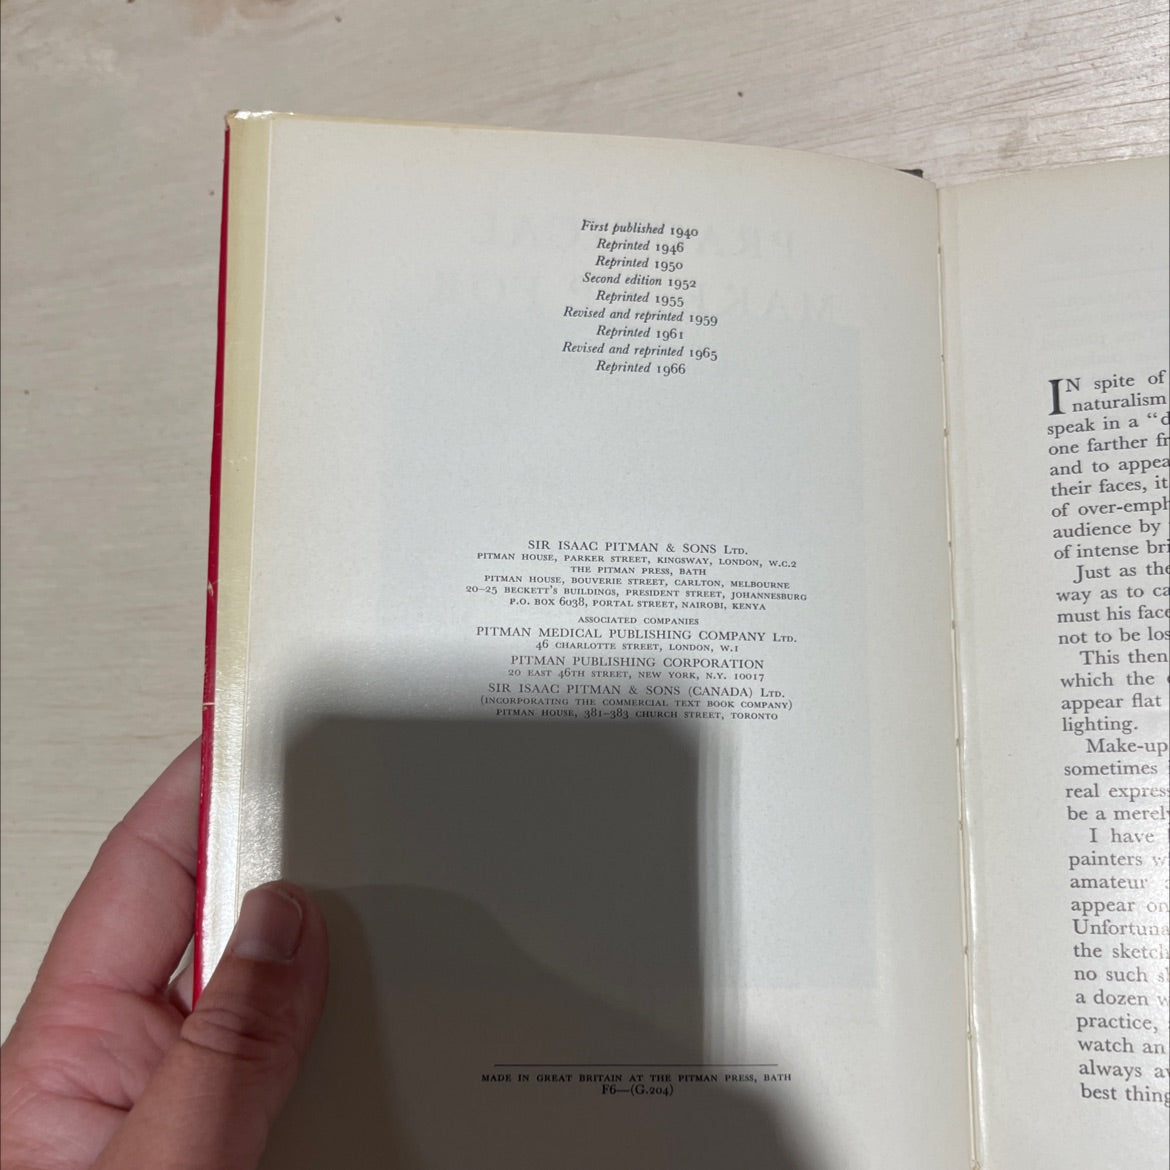 First published 1940
Reprinted 1946
Reprinted 1950
Second edition 1952
Reprinted 1955
Revised and reprinted 1959
Reprinted 1961
Revised and reprinted 1965
Reprinted 1966
SIR ISAAC PITMAN & SONS LTD.
PITMAN HOUSE, PARKER STREET, KINGSWAY, LONDON, W.C.2
THE PITMAN PRESS, BATH
PITMAN HOUSE, BOUVERIE STREET, CARLTON, MELBOURNE
20–25 BECKETT'S BUILDINGS, PRESIDENT STREET, JOHANNESBURG
P.O. BOX 6038, PORTAL STREET, NAIROBI, KENYA
ASSOCIATED COMPANIES
PITMAN MEDICAL PUBLISHING COMPANY LTD.
46 CHARLOTTE STREET, LONDON, W.1
PITMAN PUBLISHING CORPORATION
20 EAST 46TH STREET, NEW YORK, N.Y. 10017
SIR ISAAC PITMAN & SONS (CANADA) LTD.
(INCORPORATING THE COMMERCIAL TEXT BOOK COMPANY)
PITMAN HOUSE, 381–383 CHURCH STREET, TORONTO
MADE IN GREAT BRITAIN AT THE PITMAN PRESS, BATH
F6—(G.204)
IN spite of
naturalism
speak in a "d
one farther fr
and to appea
their faces, it
of over-emph
audience by
of intense bri
Just as the
way as to ca
must his face
not to be los
This then
which the
appear flat
lighting.
Make-up
sometimes
real express
be a merely
I have
painters w
amateur
appear on
Unfortuna
the sketch
no such s
a dozen w
practice,
watch an
always av
best thing